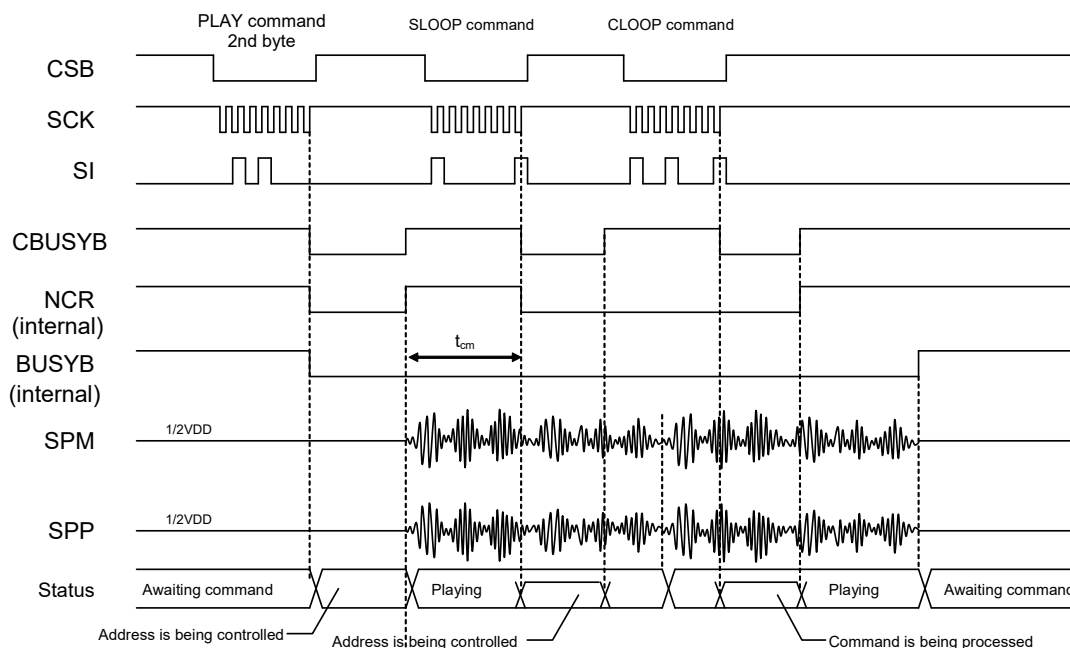 PLAY command
2nd byte
SLOOP command
CLOOP command
CSB
SCK
SI
CBUSYB
NCR
(internal)
tcm
BUSYB
(internal)
SPM
1/2VDD
SPP
1/2VDD
Status
Awaiting command
Playing
Playing
Awaiting command
Address is being controlled
Address is being controlled
Command is being processed